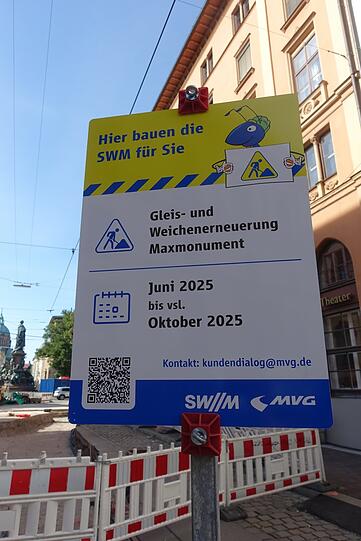 Hier bauen die
SWM für Sie
Gleis- und
Weichenerneuerung
Maxmonument
Juni 2025
bis vsl.
Oktober 2025
Kontakt: kundendialog@mvg.de
SWM MVG
Theater